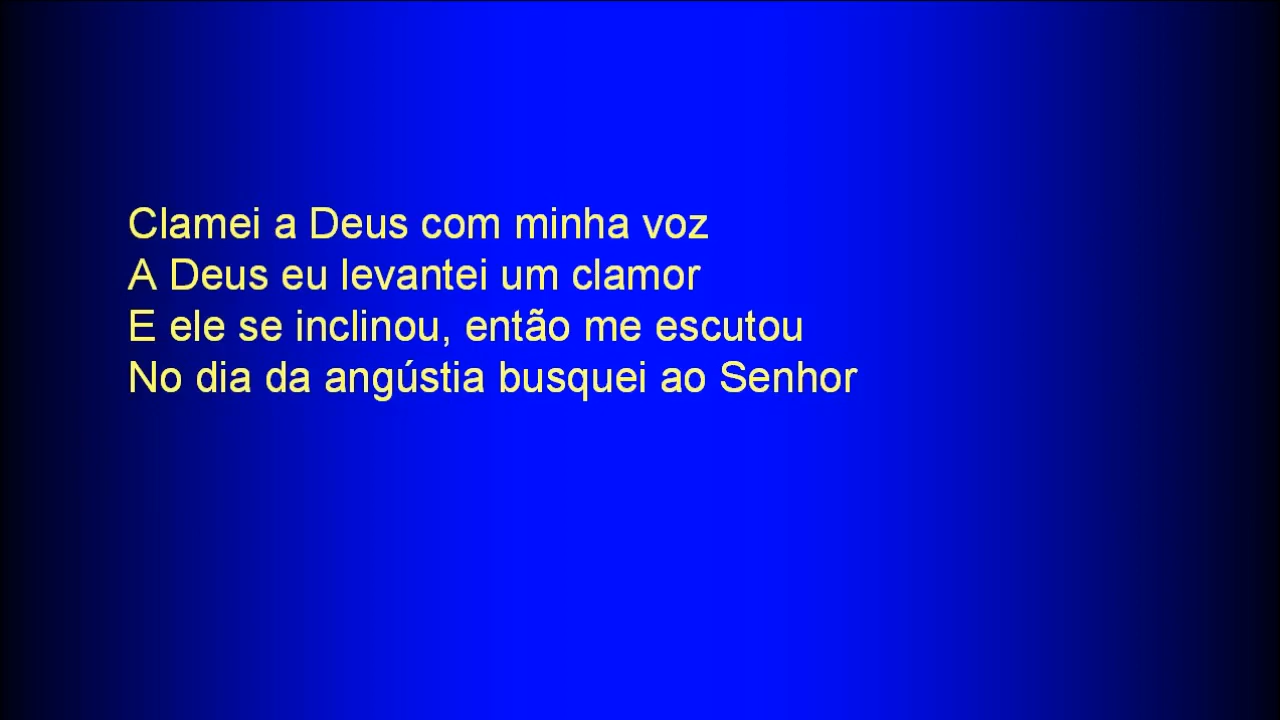 Clamei a Deus com minha voz
A Deus eu levantei um clamor
E ele se inclinou, então me escutou
No dia da angústia busquei ao Senhor